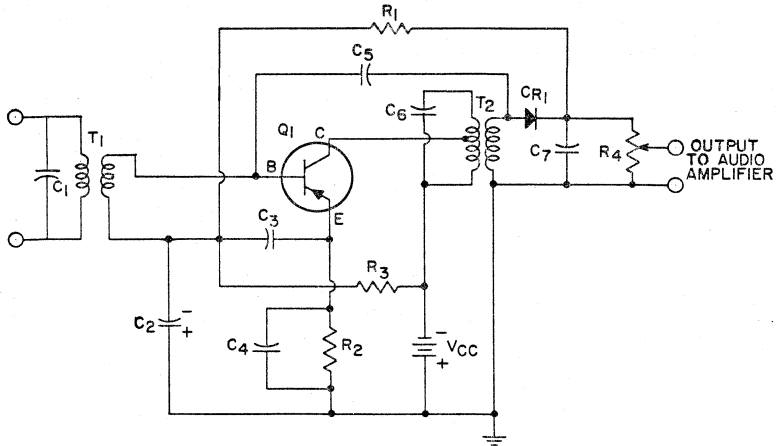 R1
C5
C6
T2
CR1
Q1
C
T1
C1
B
C7
R4
OUTPUT
TO AUDIO
AMPLIFIER
E
C3
R3
C2
-
+
C4
R2
-
VCC
+